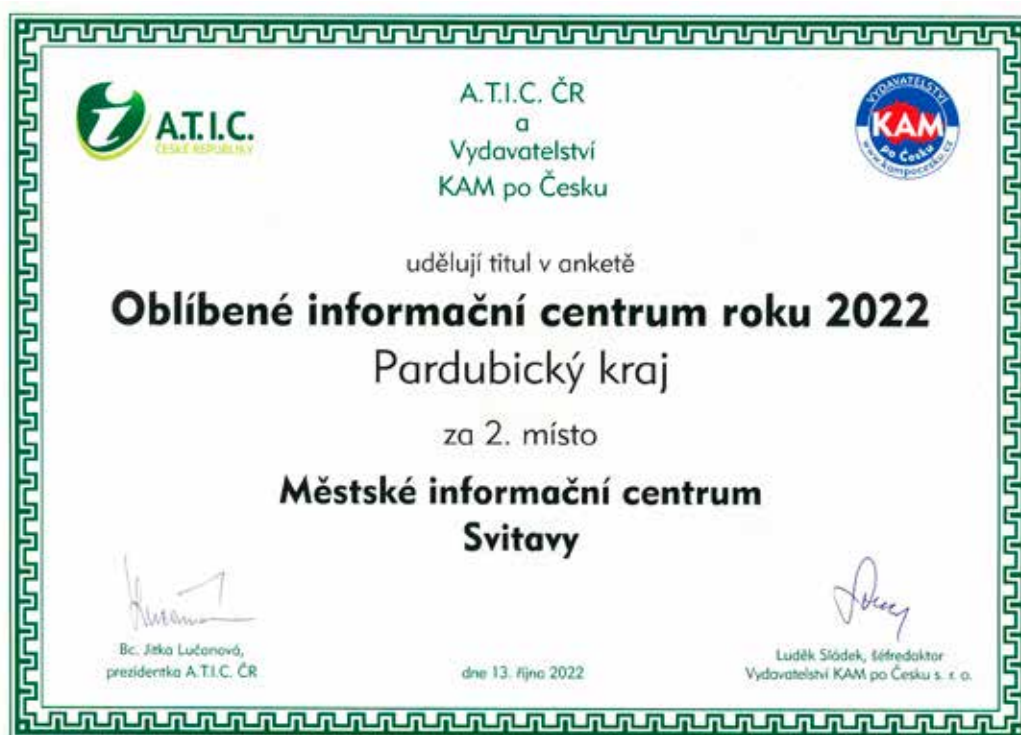 A.T.I.C.
ČESKÉ REPUBLIKY
A.T.I.C. ČR
a
Vydavatelství
KAM po Česku
VYDAVATELSTVÍ
KAM
po Česku
www.kampocesku.cz
udělují titul v anketě
Oblíbené informační centrum roku 2022
Pardubický kraj
za 2. místo
Městské informační centrum
Svitavy
Bc. Jitka Lučanová,
prezidentka A.T.I.C. ČR
dne 13. října 2022
Luděk Sládek, šéfredaktor
Vydavatelství KAM po Česku s. r. o.